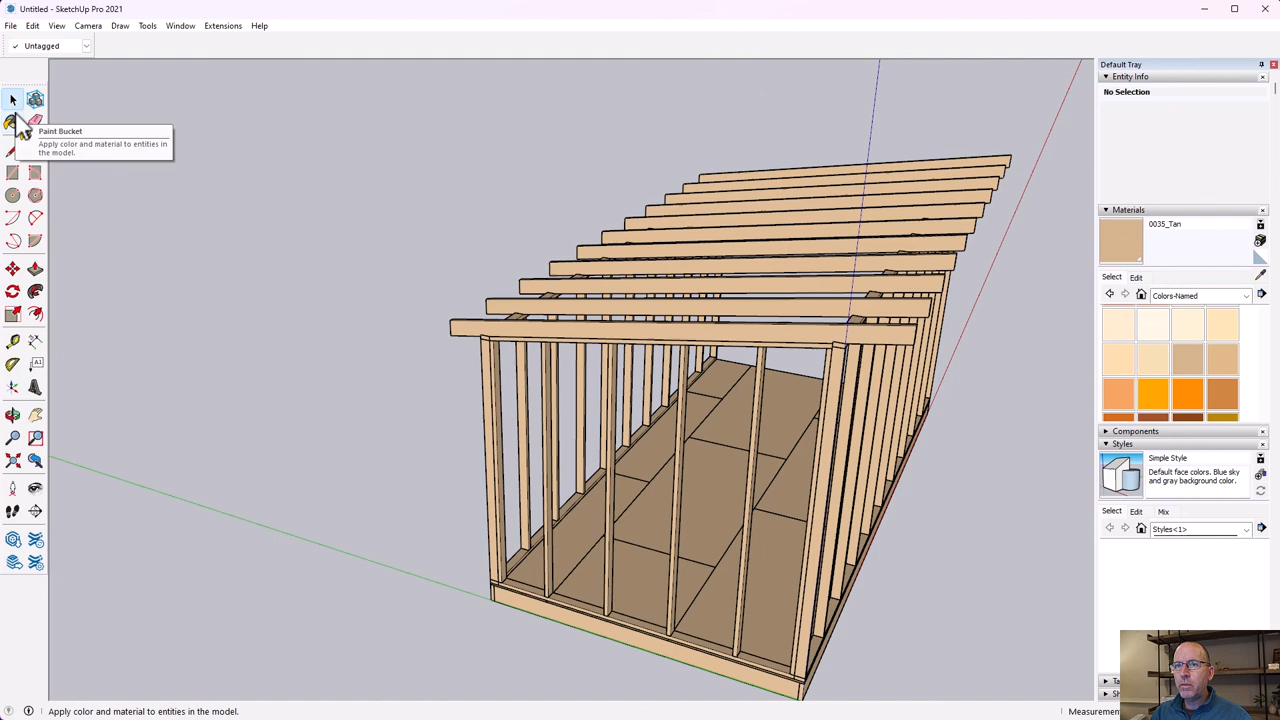 Untitled - SketchUp Pro 2021
File Edit View Camera Draw Tools Window Extensions Help
Untagged
Default Tray
Entity Info
No Selection
Paint Bucket
Apply color and material to entities in
the model.
Materials
0035_Tan
Select Edit
Colors-Named
Components
Styles
Simple Style
Default face colors. Blue sky
and gray background color.
Select Edit Mix
Styles<1>
Apply color and material to entities in the model.